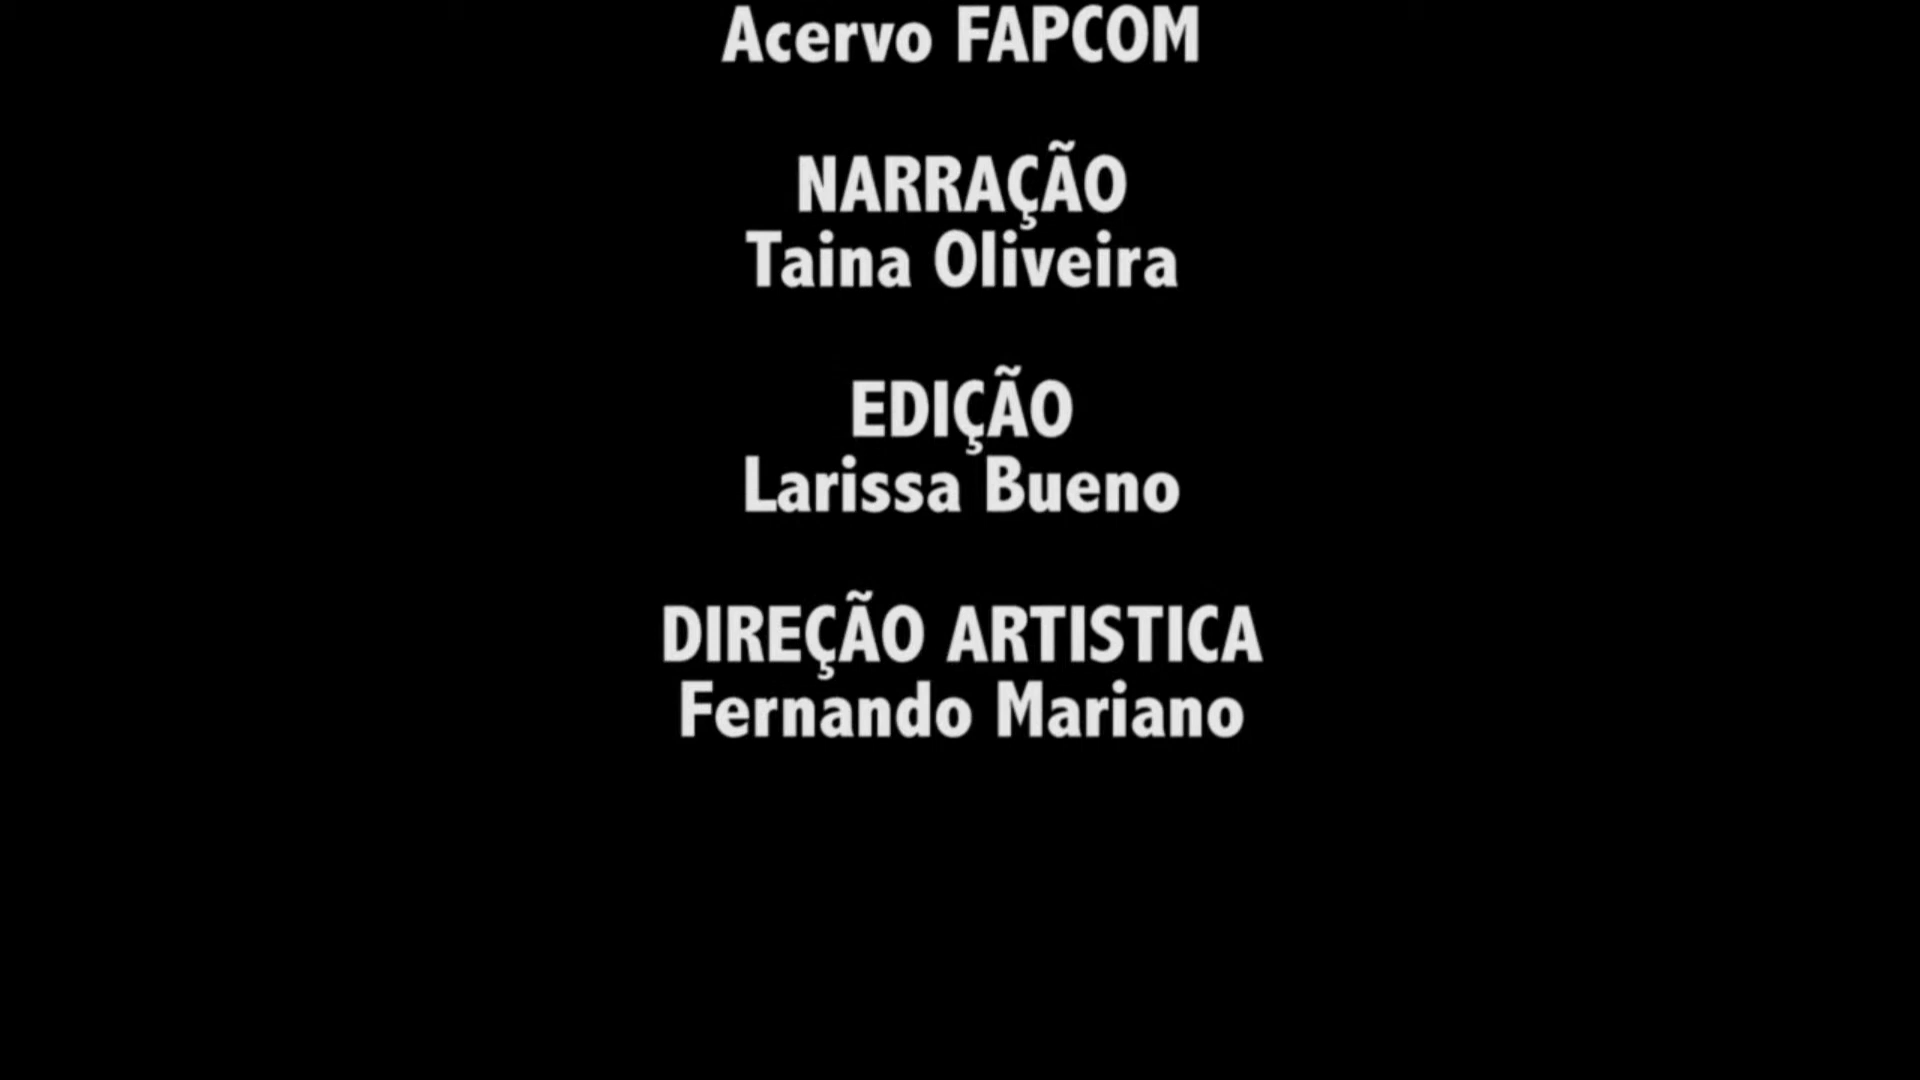 Acervo FAPCOM
NARRAÇÃO
Taina Oliveira
EDIÇÃO
Larissa Bueno
DIREÇÃO ARTISTICA
Fernando Mariano